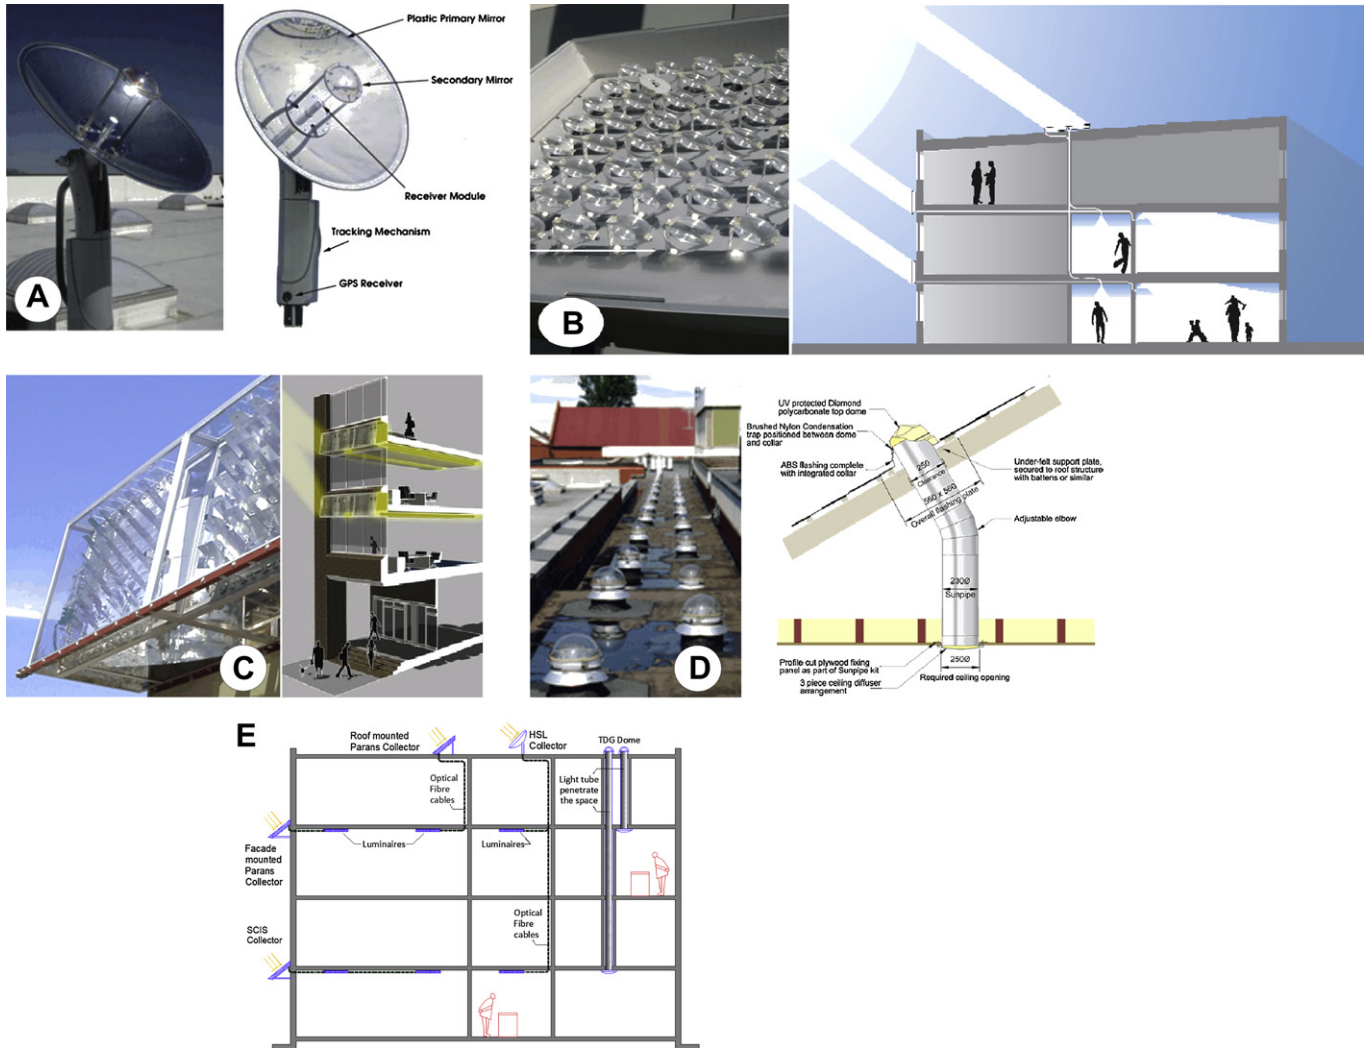 Plastic Primary Mirror
Secondary Mirror
Receiver Module
Tracking Mechanism
GPS Receiver
A
B
C
D
UV protected Diamond
polycarbonate top dome
Brushed Nylon Condensation
trap positioned between dome
and collar
ABS flashing complete
with integrated collar
250
Clearance
560 x 560
Overall flashing plate
Under-felt support plate,
secured to roof structure
with battens or similar
Adjustable elbow
230Ø
Sunpipe
Profile cut plywood fixing
panel as part of Sunpipe kit
3 piece ceiling diffuser
arrangement
250Ø
Required ceiling opening
E
Roof mounted
Parans Collector
HSL
Collector
TDG Dome
Optical
Fibre
cables
Light tube
penetrate
the space
Luminaires
Luminaires
Facade
mounted
Parans
Collector
Optical
Fibre
cables
SCIS
Collector